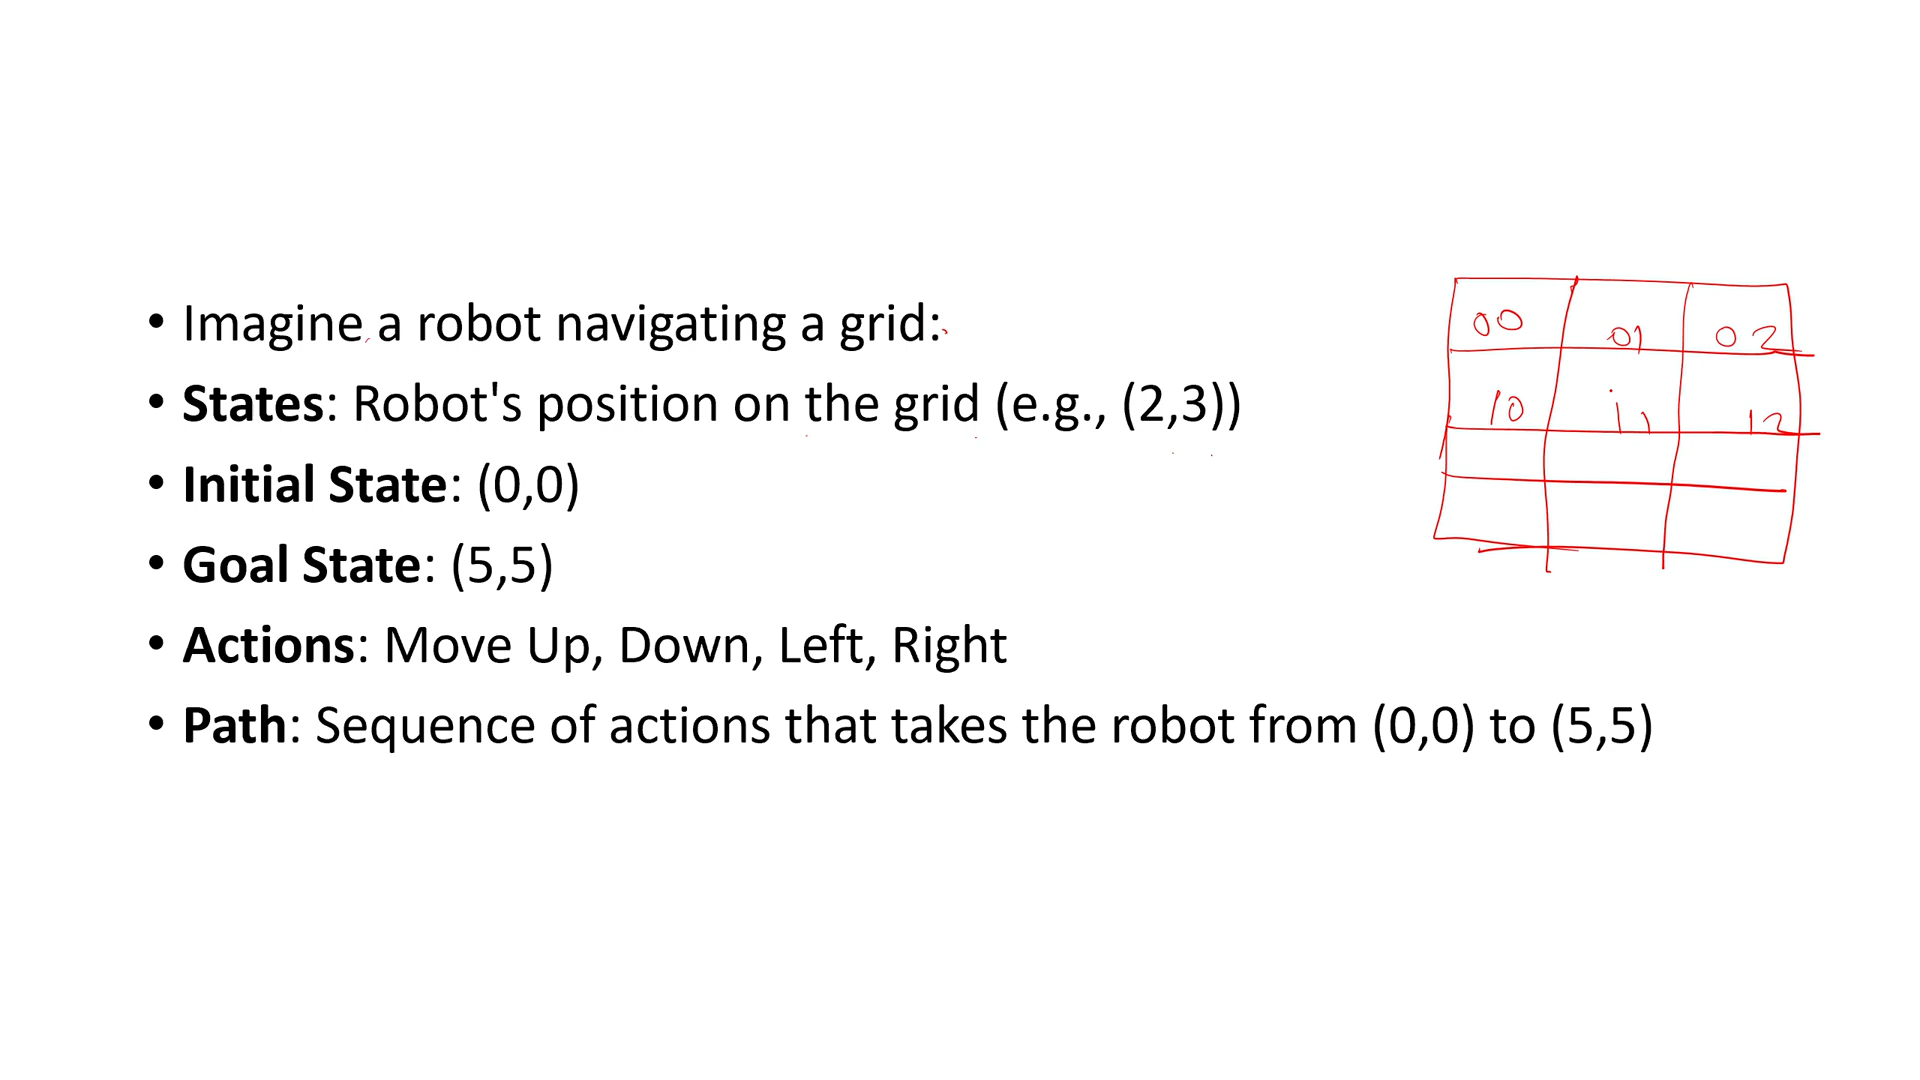 • Imagine a robot navigating a grid:
• States: Robot's position on the grid (e.g., (2,3))
• Initial State: (0,0)
• Goal State: (5,5)
• Actions: Move Up, Down, Left, Right
• Path: Sequence of actions that takes the robot from (0,0) to (5,5)
00 01 02
10 11 12